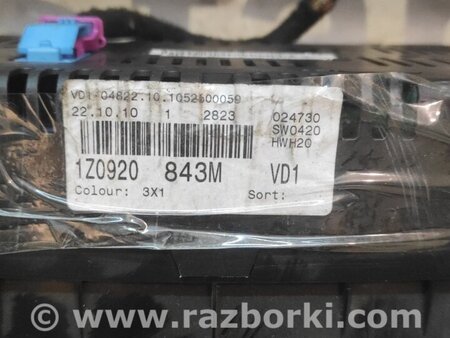 VD1-04822.10.1052600059
22.10.10 1 2823 024730
SW0420
HWH20
1Z0920 843M VD1
Colour: 3X1 Sort:
www.razborki.com